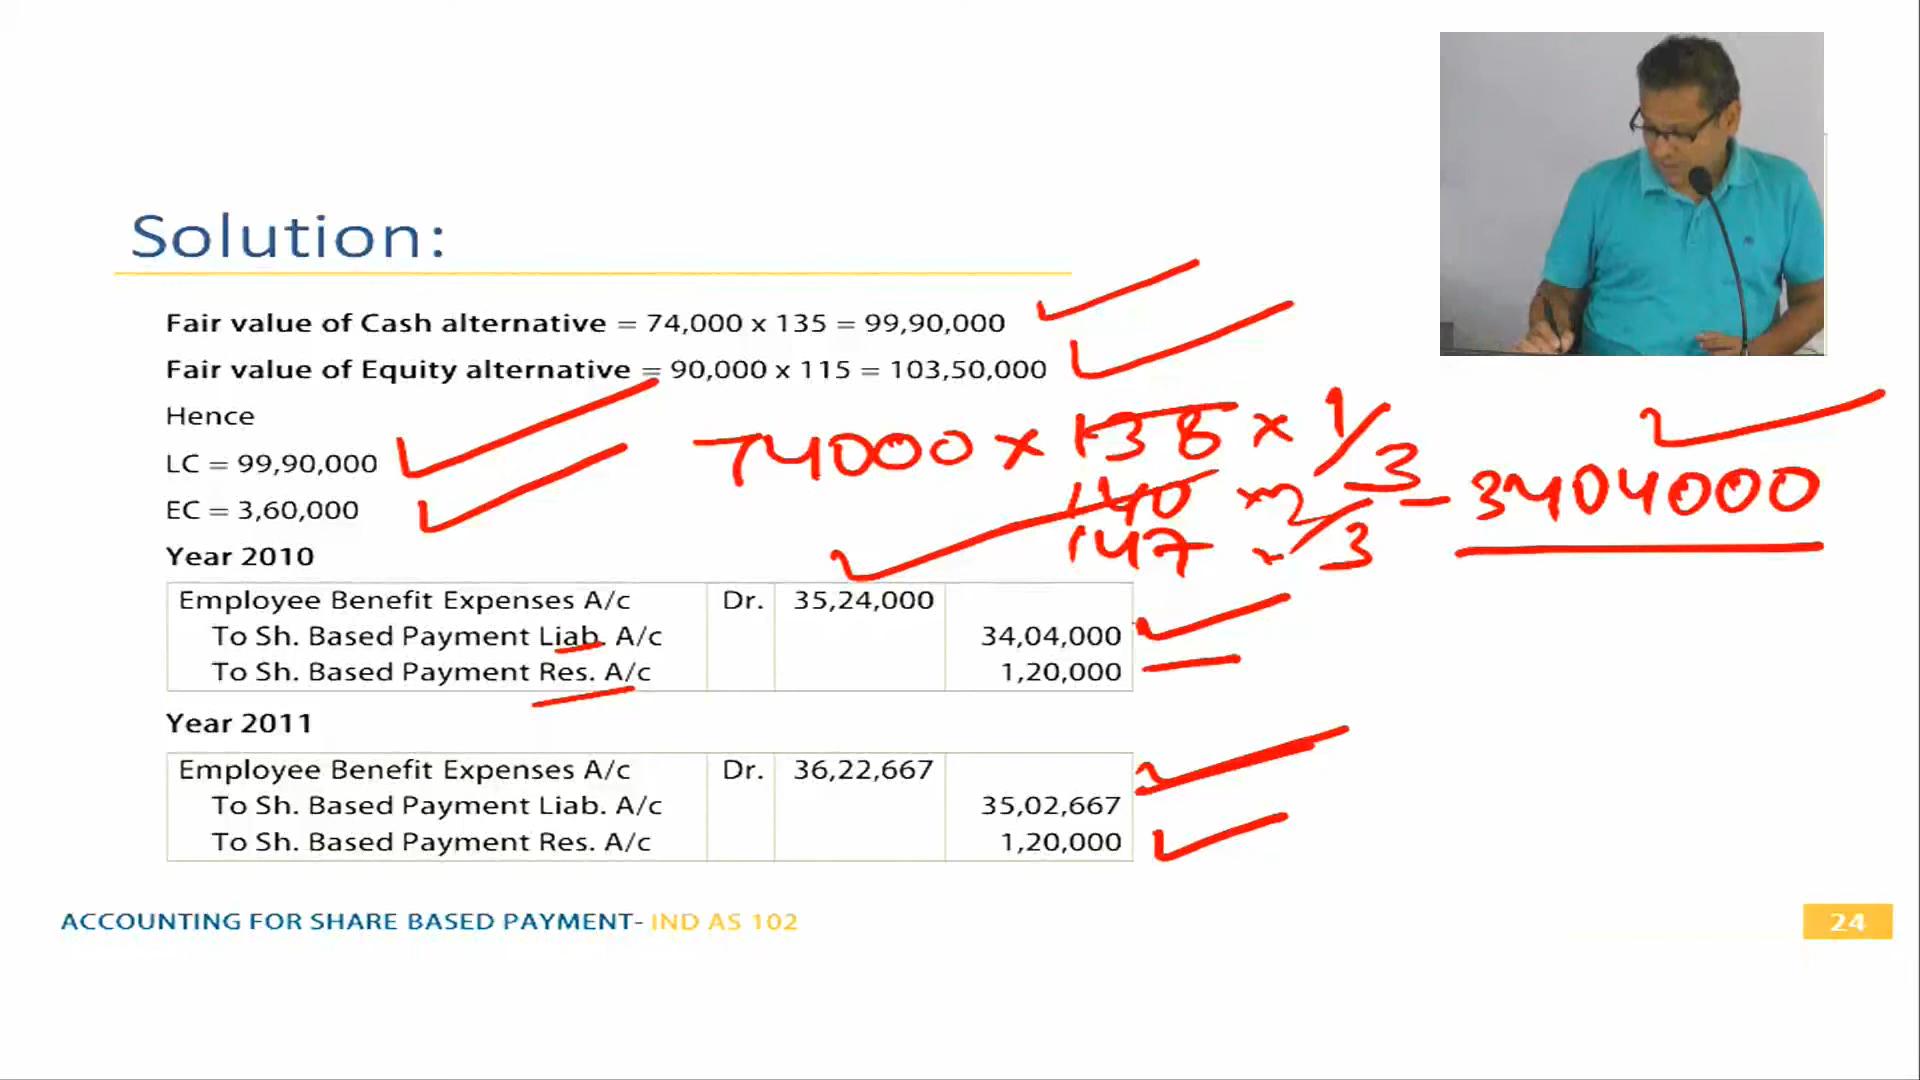 Solution:
Fair value of Cash alternative = 74,000 x 135 = 99,90,000
Fair value of Equity alternative = 90,000 x 115 = 103,50,000
Hence
LC = 99,90,000
EC = 3,60,000
74000 x 138 x 1/3 - 3404000
140 x 2/3
147
Year 2010
Employee Benefit Expenses A/c Dr. 35,24,000
To Sh. Based Payment Liab. A/c 34,04,000
To Sh. Based Payment Res. A/c 1,20,000
Year 2011
Employee Benefit Expenses A/c Dr. 36,22,667
To Sh. Based Payment Liab. A/c 35,02,667
To Sh. Based Payment Res. A/c 1,20,000
ACCOUNTING FOR SHARE BASED PAYMENT- IND AS 102
24